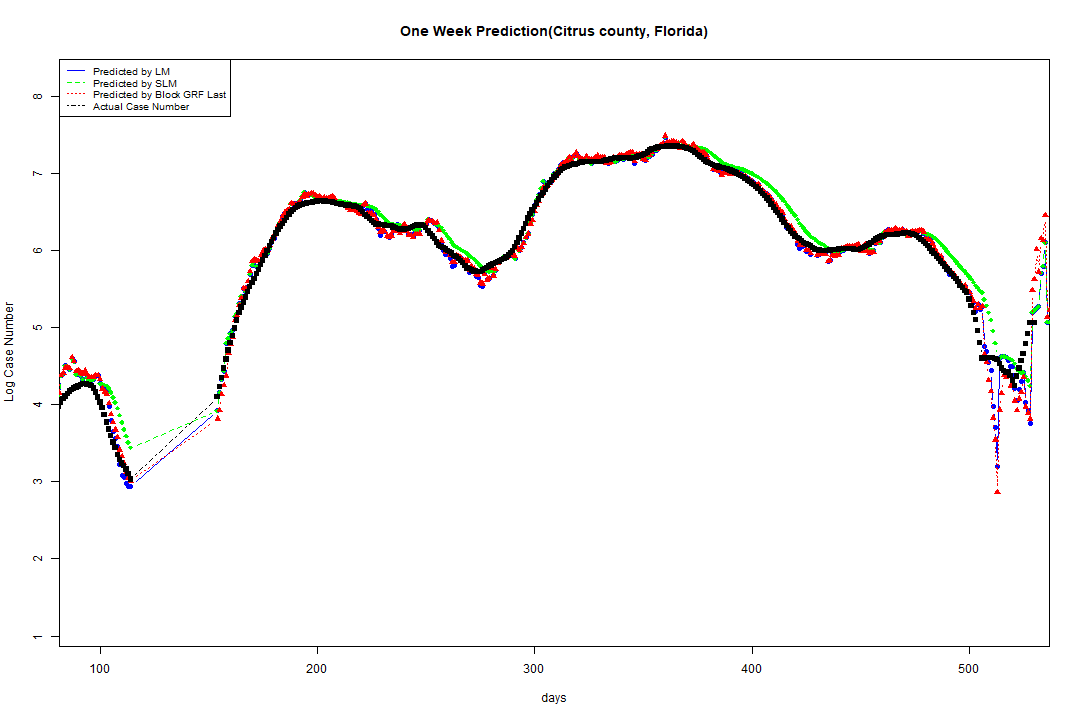 One Week Prediction(Citrus county, Florida)
Predicted by LM
Predicted by SLM
Predicted by Block GRF Last
Actual Case Number
8
7
6
5
4
3
2
1
Log Case Number
100
200
300
400
500
days